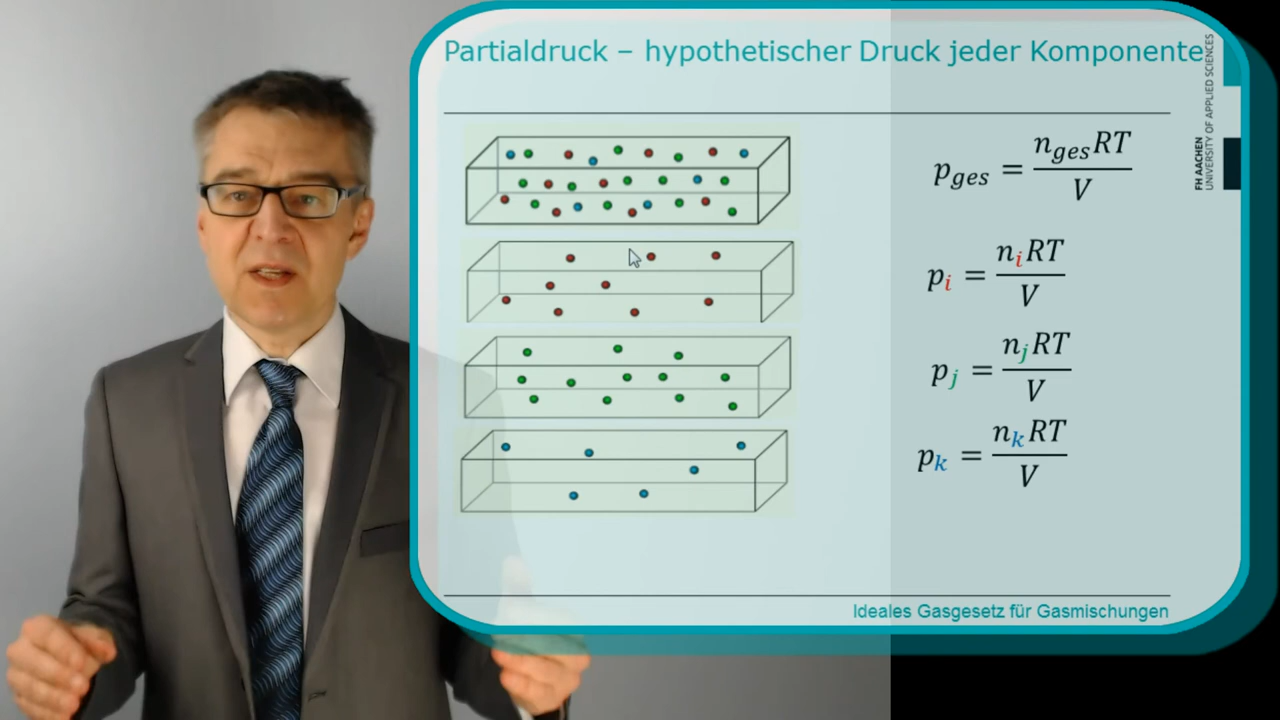 Partialdruck – hypothetischer Druck jeder Komponente
FH AACHEN
UNIVERSITY OF APPLIED SCIENCES
p_ges = n_ges RT / V
p_i = n_i RT / V
p_j = n_j RT / V
p_k = n_k RT / V
Ideales Gasgesetz für Gasmischungen